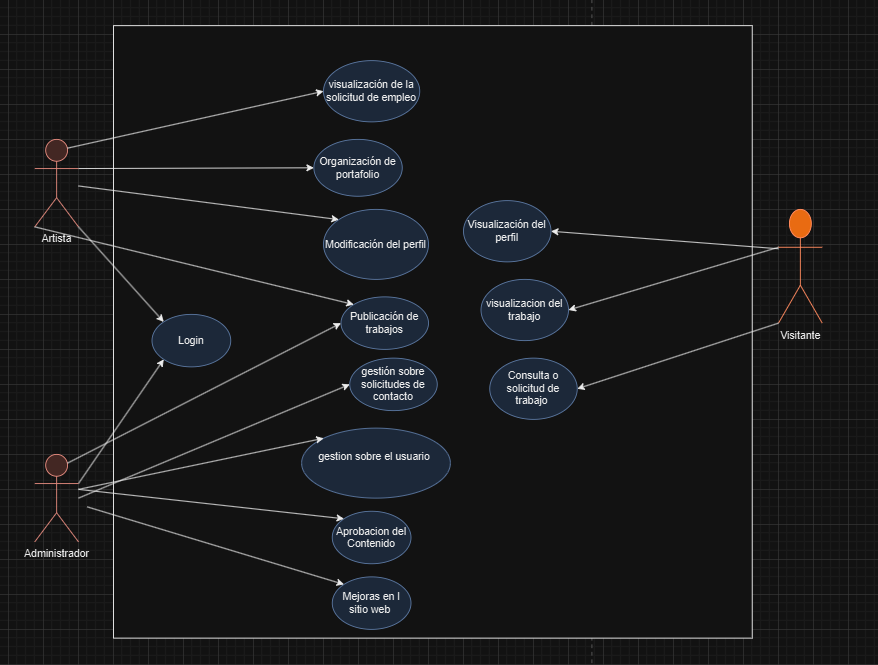 visualización de la
solicitud de empleo
Organización de
portafolio
Artista
Modificación del perfil
Visualización del
perfil
visualizacion del
trabajo
Publicación de
trabajos
Login
Visitante
gestión sobre
solicitudes de
contacto
Consulta o
solicitud de
trabajo
gestion sobre el usuario
Aprobacion del
Contenido
Administrador
Mejoras en l
sitio web